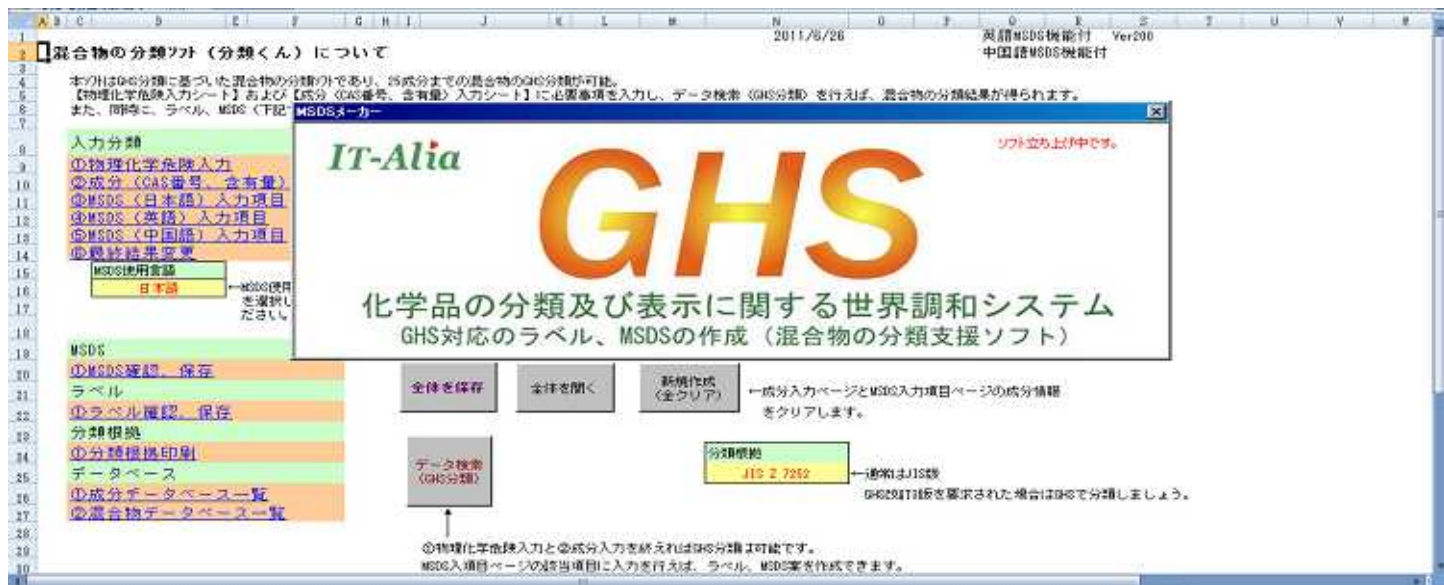 2011/6/26 英語MSDS機能付 Ver200
混合物の分類ソフト（分類くん）について 中国語MSDS機能付
本ソフトはGHS分類に基づいた混合物の分類ソフトであり、25成分までの混合物のGHS分類が可能。
【物理化学危険入力シート】および【成分（CAS番号、含有量）入力シート】に必要事項を入力し、データ検索（GHS分類）を行えば、混合物の分類結果が得られます。
また、同時に、ラベル、MSDS（下記
MSDSメーカー
IT-Alia
ソフト立ち上げ中です。
GHS
化学品の分類及び表示に関する世界調和システム
GHS対応のラベル、MSDSの作成（混合物の分類支援ソフト）
入力分類
①物理化学危険入力
②成分（CAS番号、含有量）
③MSDS（日本語）入力項目
④MSDS（英語）入力項目
⑤MSDS（中国語）入力項目
⑥最終結果変更
MSDS使用言語
日本語
←MSDS使用
を選択し
ださい。
MSDS
①MSDS確認、保存
ラベル
①ラベル確認、保存
分類根拠
①分類根拠印刷
データベース
①成分データベース一覧
②混合物データベース一覧
全体を保存
全体を開く
新規作成
（全クリア）
←成分入力ページとMSDS入力項目ページの成分情報
をクリアします。
データ検索
（GHS分類）
分類根拠
JIS Z 7252
←通常はJIS版
①物理化学危険入力と②成分入力を終えればGHS分類は可能です。
MSDS入項目ページの該当項目に入力を行えば、ラベル、MSDS案を作成できます。